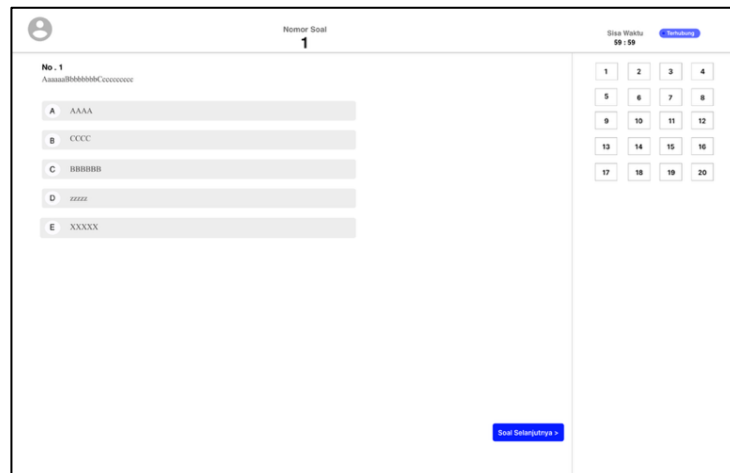 Nomor Soal
1
Sisa Waktu
59 : 59
• Terhubung
No . 1
AaaaaaBbbbbbbbCcccccccccc
A AAAA
B CCCC
C BBBBBB
D zzzzz
E XXXXX
1 2 3 4
5 6 7 8
9 10 11 12
13 14 15 16
17 18 19 20
Soal Selanjutnya >